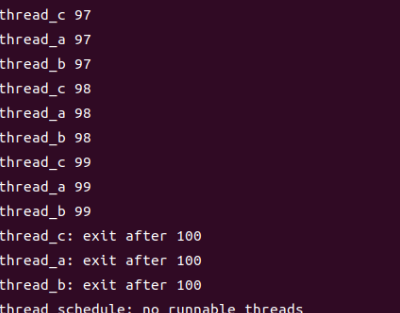 thread_c 97
thread_a 97
thread_b 97
thread_c 98
thread_a 98
thread_b 98
thread_c 99
thread_a 99
thread_b 99
thread_c: exit after 100
thread_a: exit after 100
thread_b: exit after 100
thread_schedule: no runnable threads